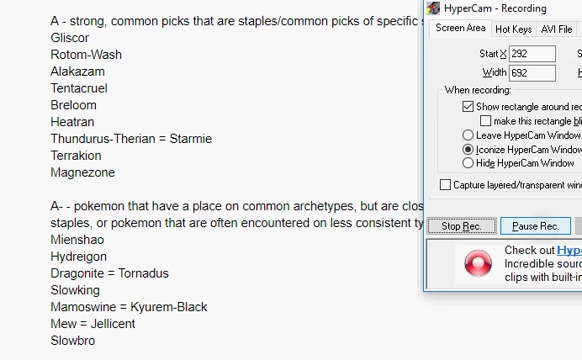 A - strong, common picks that are staples/common picks of specific
Gliscor
Rotom-Wash
Alakazam
Tentacruel
Breloom
Heatran
Thundurus-Therian = Starmie
Terrakion
Magnezone
A- - pokemon that have a place on common archetypes, but are clos
staples, or pokemon that are often encountered on less consistent ty
Mienshao
Hydreigon
Dragonite = Tornadus
Slowking
Mamoswine = Kyurem-Black
Mew = Jellicent
Slowbro
HyperCam - Recording
Screen Area Hot Keys AVI File
Start X 292
Width 692
When recording:
Show rectangle around rec
make this rectangle bli
Leave HyperCam Window
Iconize HyperCam Window
Hide HyperCam Window
Capture layered/transparent wind
Stop Rec. Pause Rec.
Check out Hype
Incredible sourc
clips with built-in